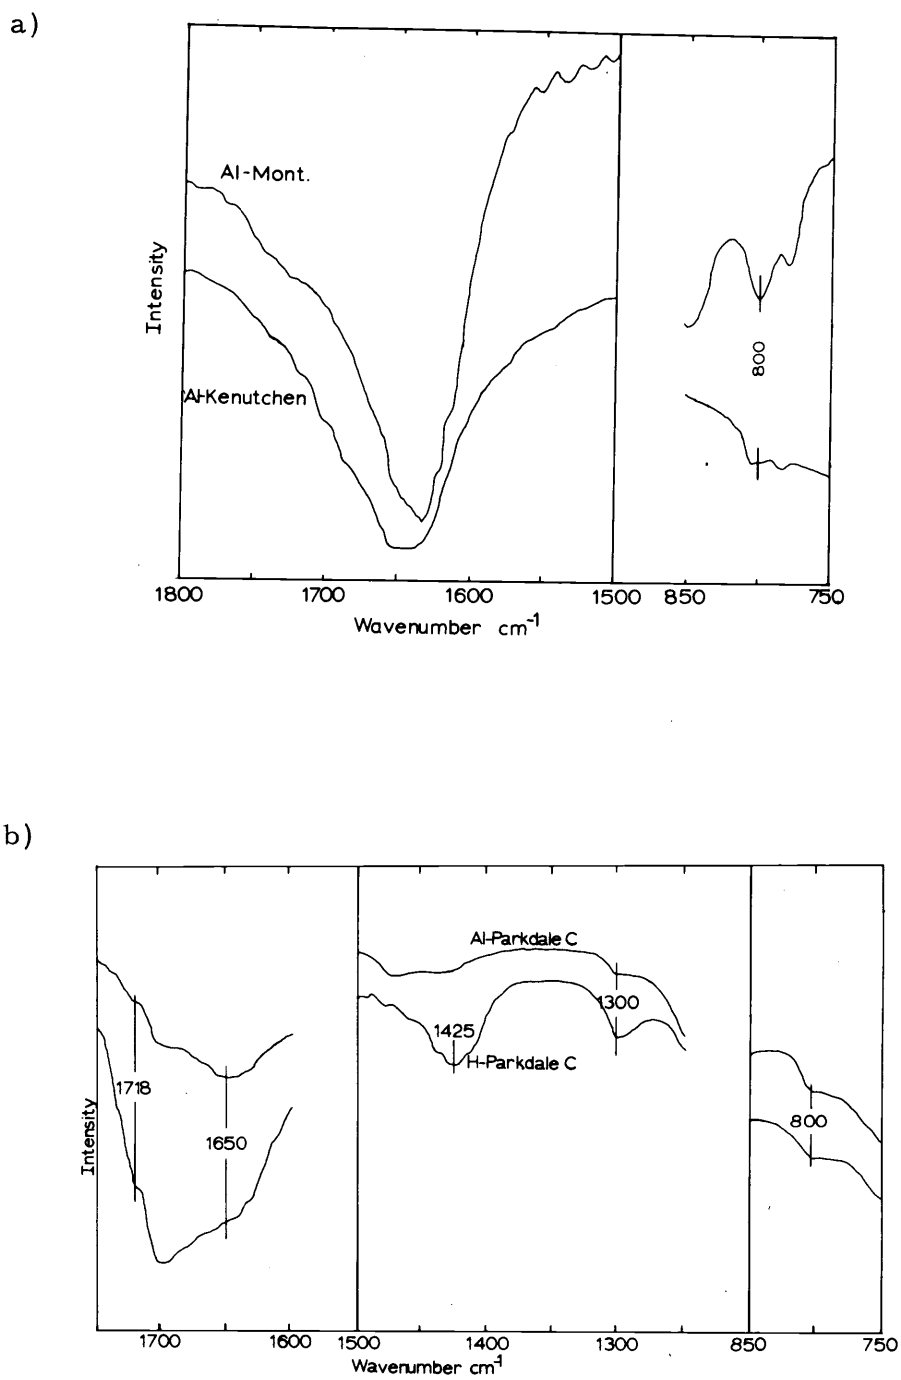 a)
Al-Mont.
Intensity
Al-Kenutchen
800
1800 1700 1600 1500 850 750
Wavenumber cm-1
b)
Al-Parkdale C
1300
1425
H-Parkdale C
1718
1650
800
Intensity
1700 1600 1500 1400 1300 850 750
Wavenumber cm-1